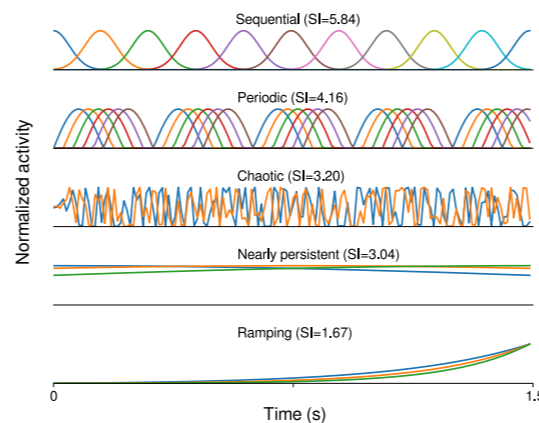 Sequential (SI=5.84)
Periodic (SI=4.16)
Chaotic (SI=3.20)
Nearly persistent (SI=3.04)
Ramping (SI=1.67)
Normalized activity
0
1.5
Time (s)